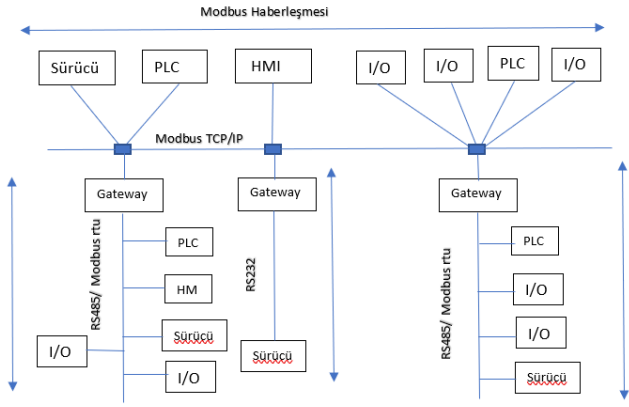 Modbus Haberleşmesi
Sürücü
PLC
HMI
I/O
I/O
PLC
I/O
Modbus TCP/IP
Gateway
Gateway
Gateway
RS485/ Modbus rtu
PLC
HM
Sürücü
I/O
I/O
RS232
Sürücü
RS485/ Modbus rtu
PLC
I/O
I/O
Sürücü